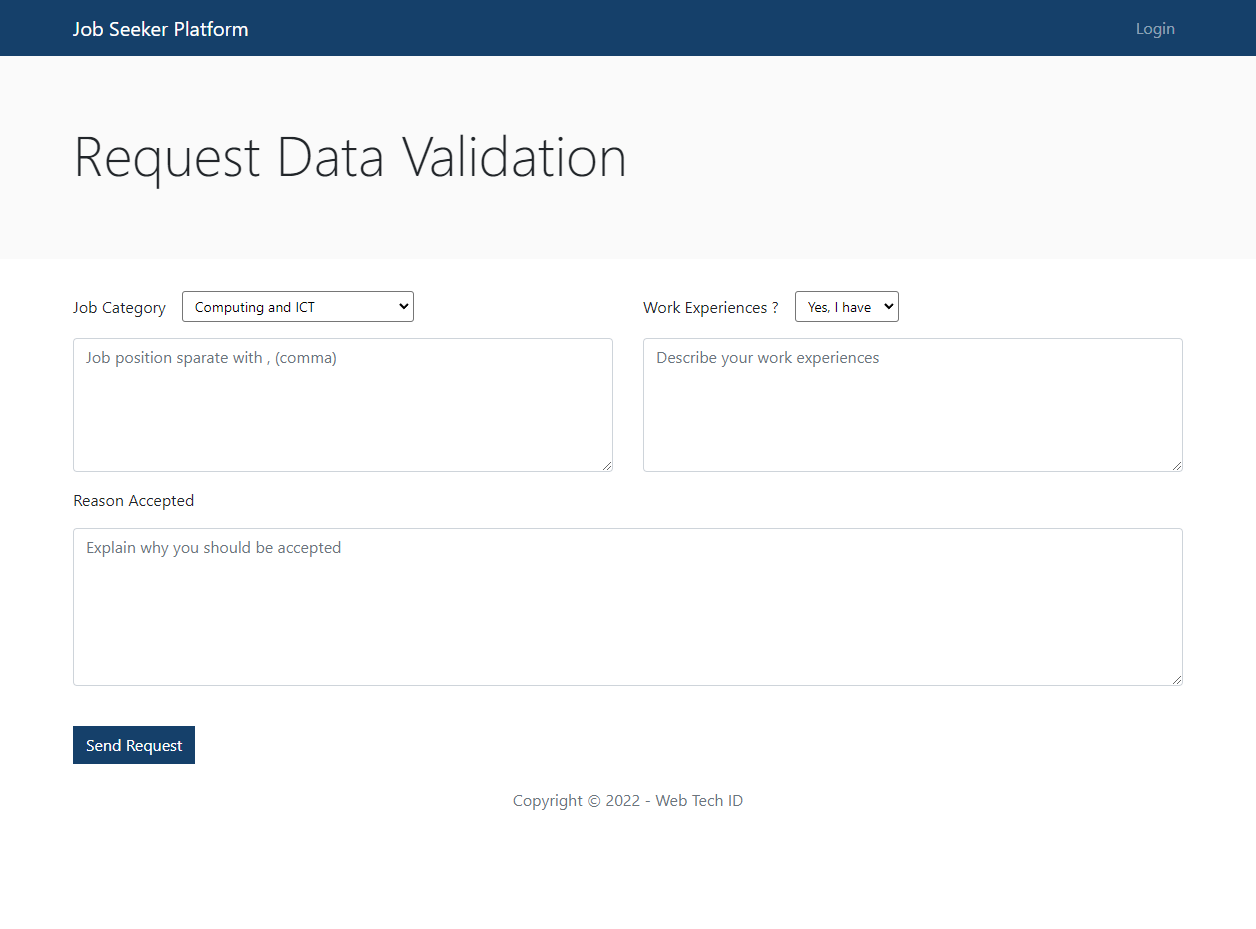 Job Seeker Platform
Login
Request Data Validation
Job Category
Computing and ICT
Work Experiences ?
Yes, I have
Job position sparate with , (comma)
Describe your work experiences
Reason Accepted
Explain why you should be accepted
Send Request
Copyright © 2022 - Web Tech ID